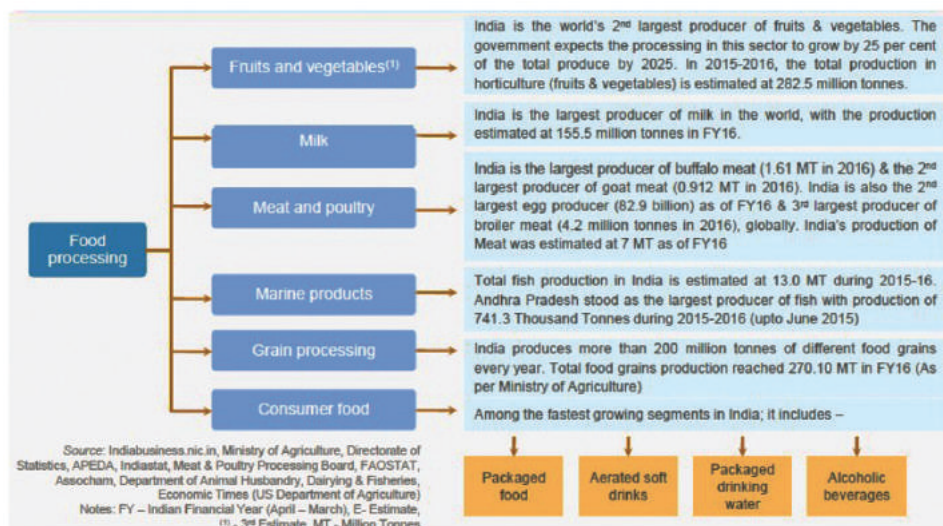 Food
processing
Fruits and vegetables(1)
India is the world's 2nd largest producer of fruits & vegetables. The
government expects the processing in this sector to grow by 25 per cent
of the total produce by 2025. In 2015-2016, the total production in
horticulture (fruits & vegetables) is estimated at 282.5 million tonnes.
Milk
India is the largest producer of milk in the world, with the production
estimated at 155.5 million tonnes in FY16.
Meat and poultry
India is the largest producer of buffalo meat (1.61 MT in 2016) & the 2nd
largest producer of goat meat (0.912 MT in 2016). India is also the 2nd
largest egg producer (82.9 billion) as of FY16 & 3rd largest producer of
broiler meat (4.2 million tonnes in 2016), globally. India's production of
Meat was estimated at 7 MT as of FY16
Marine products
Total fish production in India is estimated at 13.0 MT during 2015-16.
Andhra Pradesh stood as the largest producer of fish with production of
741.3 Thousand Tonnes during 2015-2016 (upto June 2015)
Grain processing
India produces more than 200 million tonnes of different food grains
every year. Total food grains production reached 270.10 MT in FY16 (As
per Ministry of Agriculture)
Consumer food
Among the fastest growing segments in India; it includes –
Packaged
food
Aerated soft
drinks
Packaged
drinking
water
Alcoholic
beverages
Source: Indiabusiness.nic.in, Ministry of Agriculture, Directorate of
Statistics, APEDA, Indiastat, Meat & Poultry Processing Board, FAOSTAT,
Assocham, Department of Animal Husbandry, Dairying & Fisheries,
Economic Times (US Department of Agriculture)
Notes: FY – Indian Financial Year (April – March), E- Estimate,
(1) - 3rd Estimate, MT - Million Tonnes